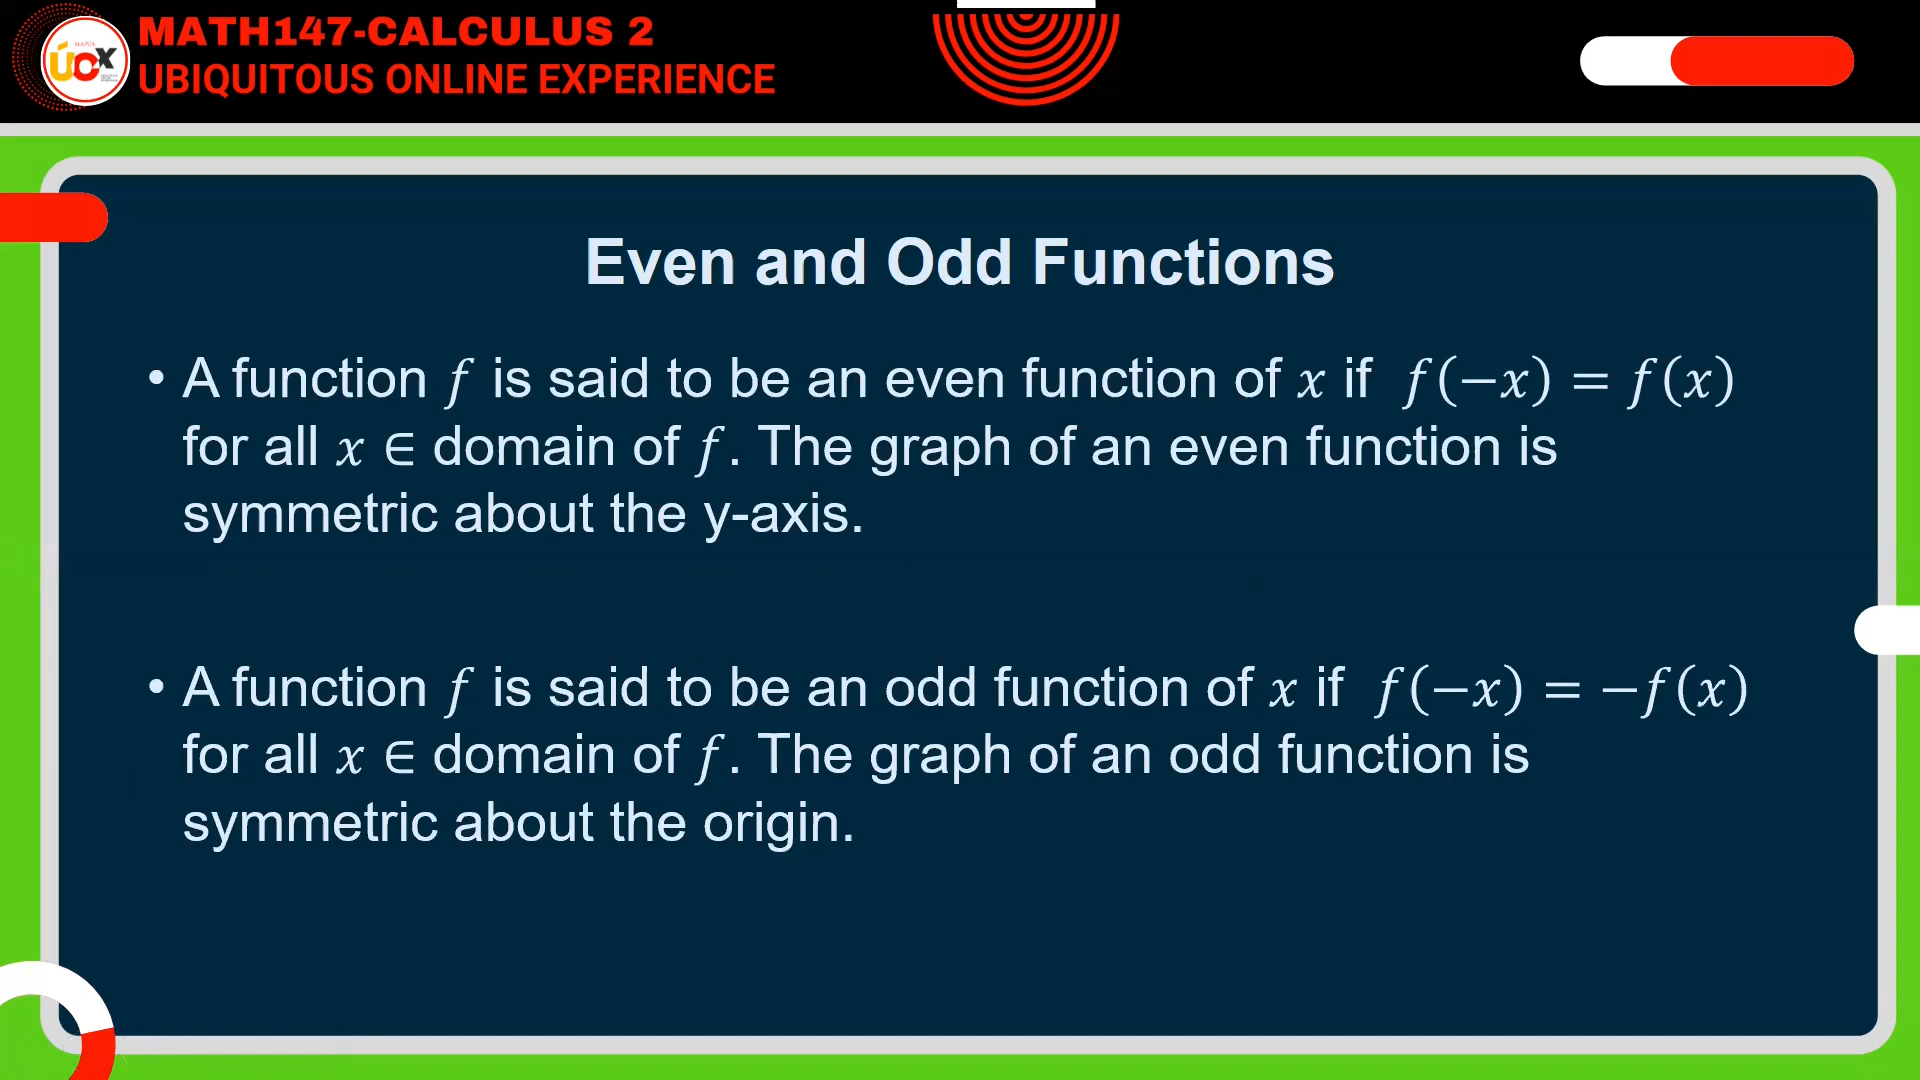 MAPÚA
ÚCX
MATH147-CALCULUS 2
UBIQUITOUS ONLINE EXPERIENCE
Even and Odd Functions
• A function f is said to be an even function of x if f(−x) = f(x)
for all x ∈ domain of f. The graph of an even function is
symmetric about the y-axis.
• A function f is said to be an odd function of x if f(−x) = −f(x)
for all x ∈ domain of f. The graph of an odd function is
symmetric about the origin.